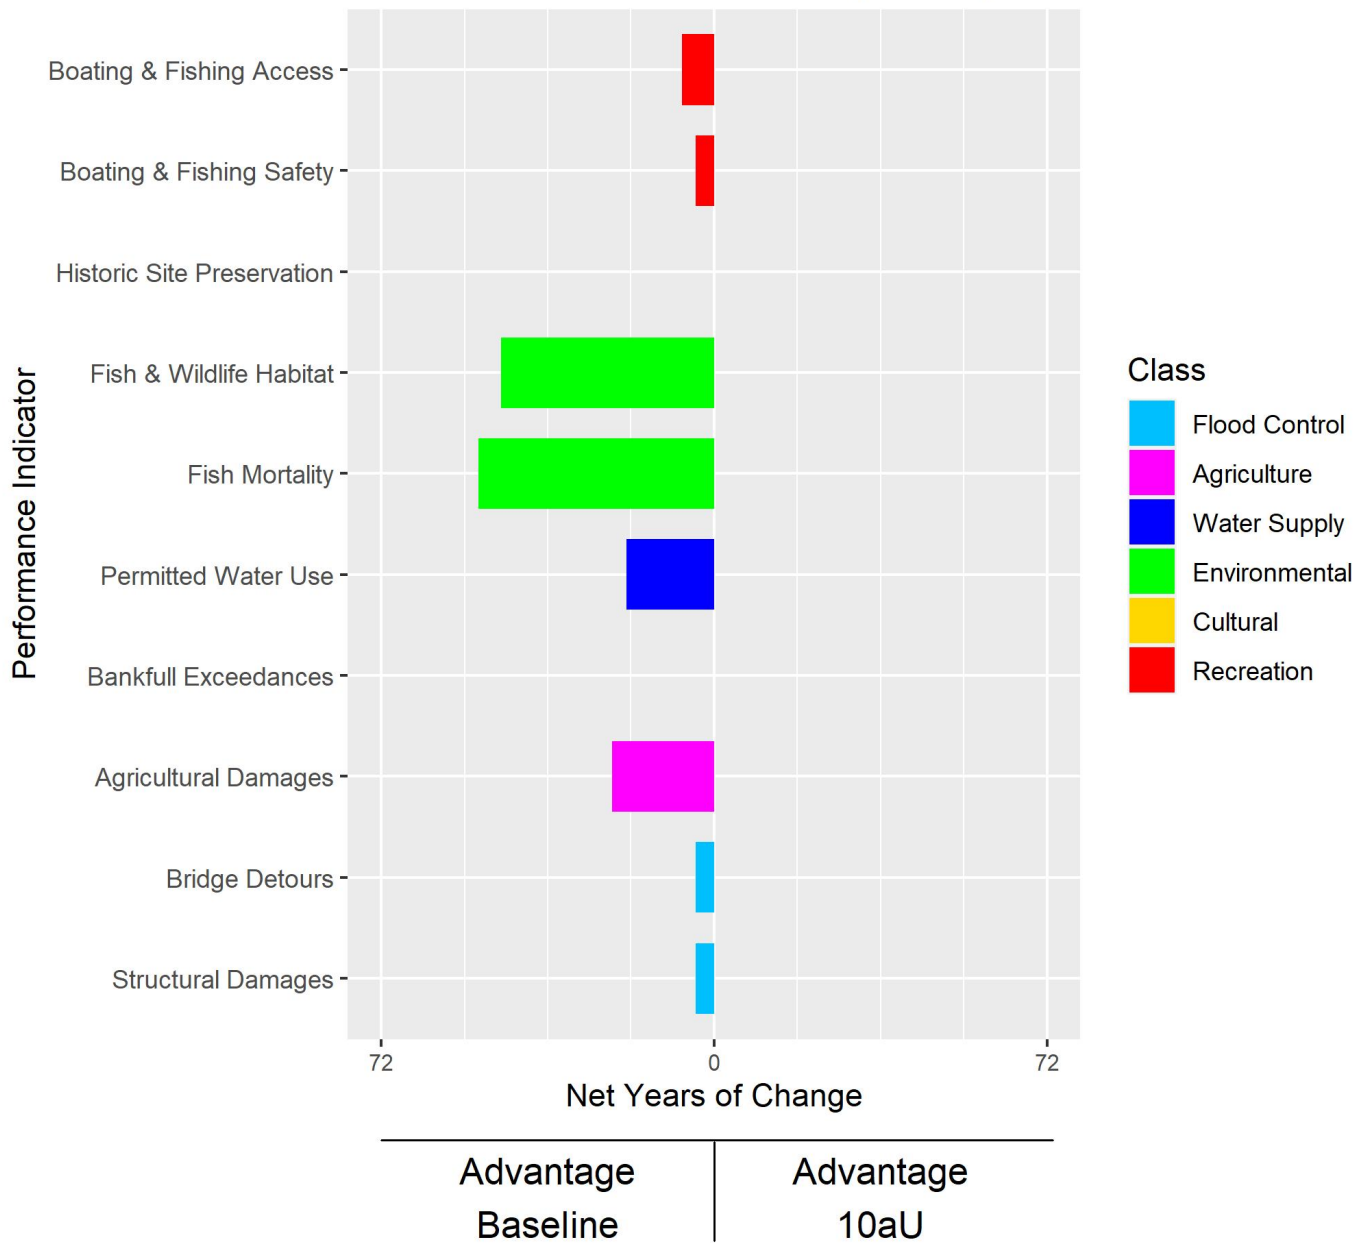 Boating & Fishing Access
Boating & Fishing Safety
Historic Site Preservation
Fish & Wildlife Habitat
Fish Mortality
Permitted Water Use
Bankfull Exceedances
Agricultural Damages
Bridge Detours
Structural Damages
Performance Indicator
72 0 72
Net Years of Change
Advantage Advantage
Baseline 10aU
Class
Flood Control
Agriculture
Water Supply
Environmental
Cultural
Recreation